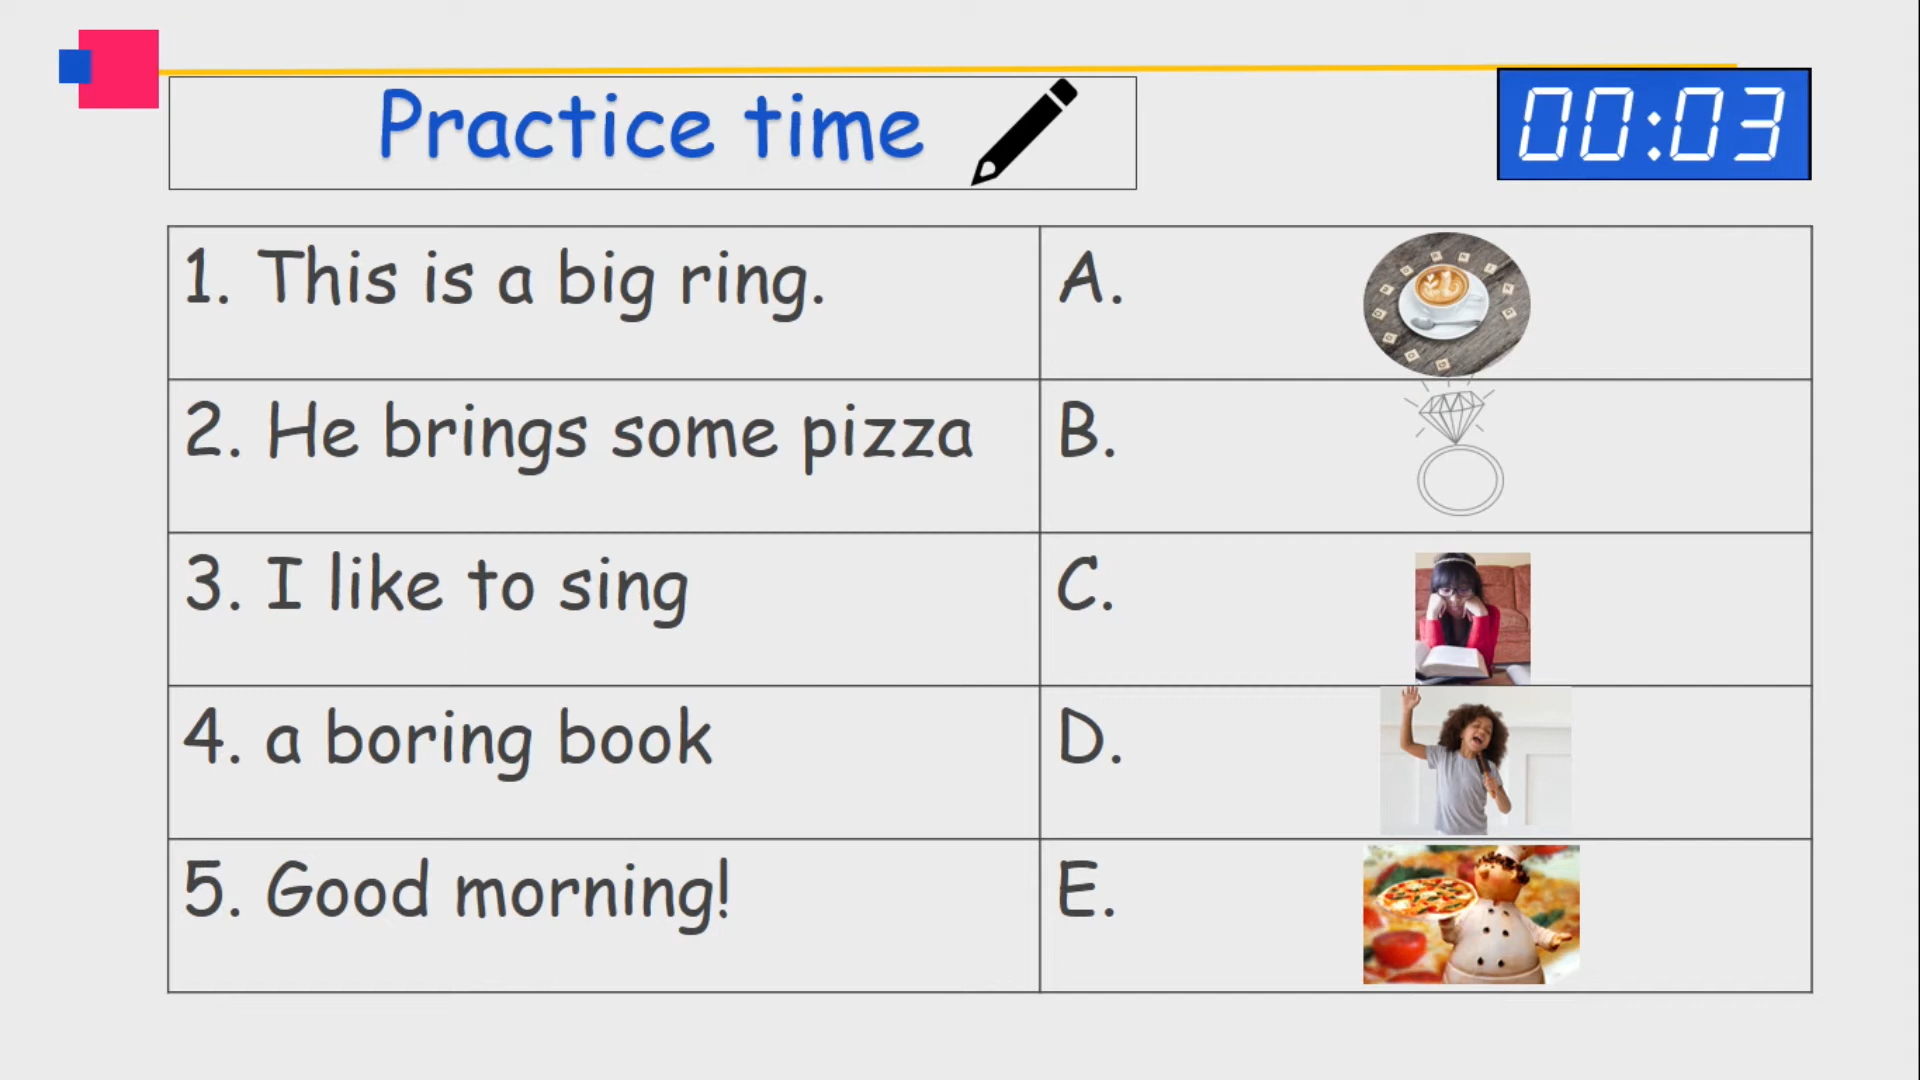 Practice time
00:03
1. This is a big ring.
A.
2. He brings some pizza
B.
3. I like to sing
C.
4. a boring book
D.
5. Good morning!
E.